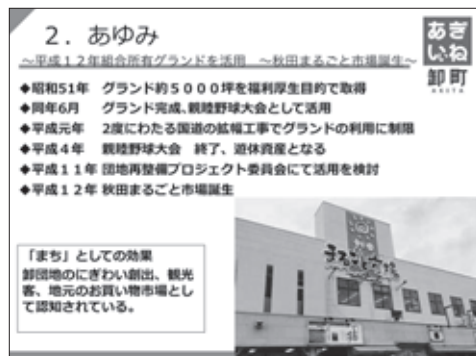 ２．あゆみ
～平成１２年組合所有グランドを活用　～秋田まるごと市場誕生～
あきいね
卸町
AKITA
◆昭和51年　グランド約５０００坪を福利厚生目的で取得
◆同年6月　グランド完成、親睦野球大会として活用
◆平成元年　2度にわたる国道の拡幅工事でグランドの利用に制限
◆平成４年　親睦野球大会　終了、遊休資産となる
◆平成１１年 団地再整備プロジェクト委員会にて活用を検討
◆平成１２年 秋田まるごと市場誕生
「まち」としての効果
卸団地のにぎわい創出、観光
客、地元のお買い物市場とし
て認知されている。
まるごと市場